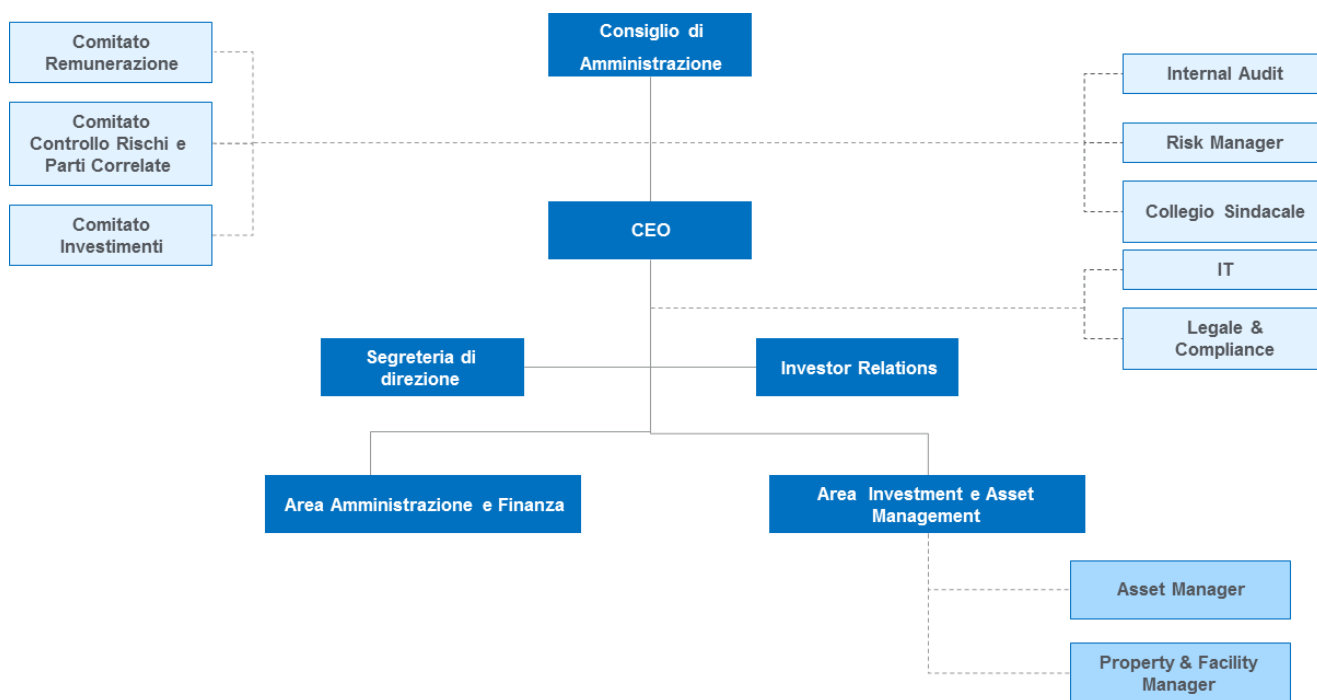 Consiglio di
Amministrazione
Comitato
Remunerazione
Comitato
Controllo Rischi e
Parti Correlate
Comitato
Investimenti
Internal Audit
Risk Manager
Collegio Sindacale
CEO
IT
Legale &
Compliance
Segreteria di
direzione
Investor Relations
Area Amministrazione e Finanza
Area Investment e Asset
Management
Asset Manager
Property & Facility
Manager